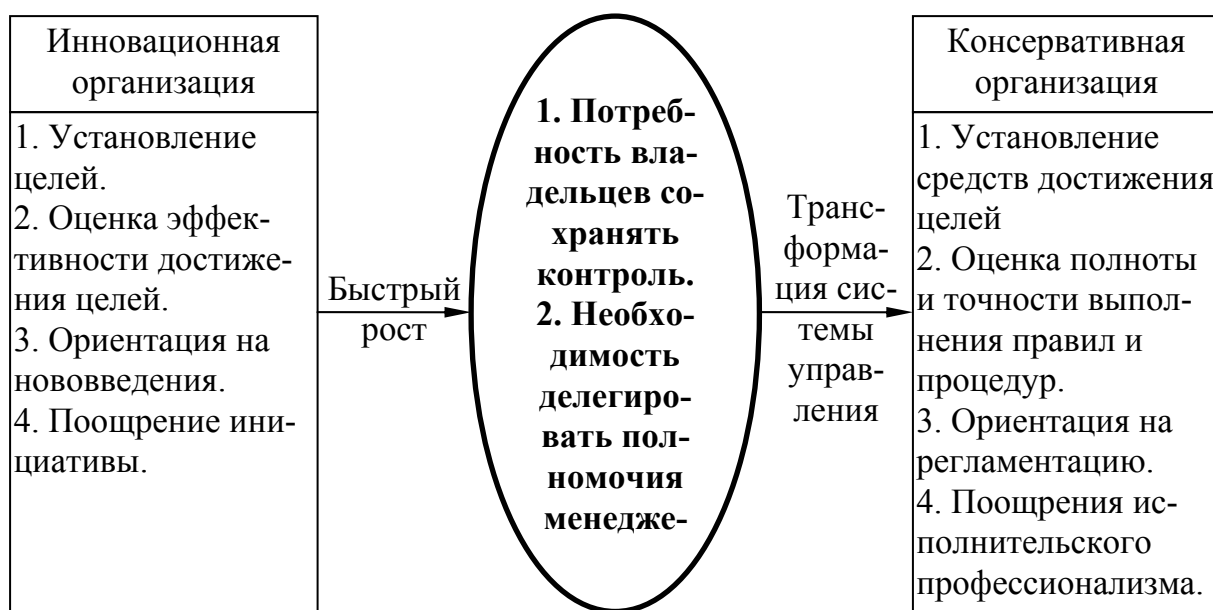 Инновационная
организация
1. Установление
целей.
2. Оценка эффек-
тивности достиже-
ния целей.
3. Ориентация на
нововведения.
4. Поощрение ини-
циативы.
Быстрый
рост
1. Потреб-
ность вла-
дельцев со-
хранять
контроль.
2. Необхо-
димость
делегиро-
вать пол-
номочия
менедже-
Транс-
форма-
ция сис-
темы
управ-
ления
Консервативная
организация
1. Установление
средств достижения
целей
2. Оценка полноты
и точности выпол-
нения правил и
процедур.
3. Ориентация на
регламентацию.
4. Поощрения ис-
полнительского
профессионализма.